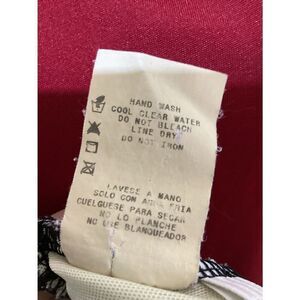 HAND WASH
COOL CLEAR WATER
DO NOT BLEACH
LINE DRY
DO NOT IRON
LAVESE A MANO
SOLO CON AGUA FRIA
CUELGUESE PARA SECAR
NO LO PLANCHE
NO USE BLANQUEADOR